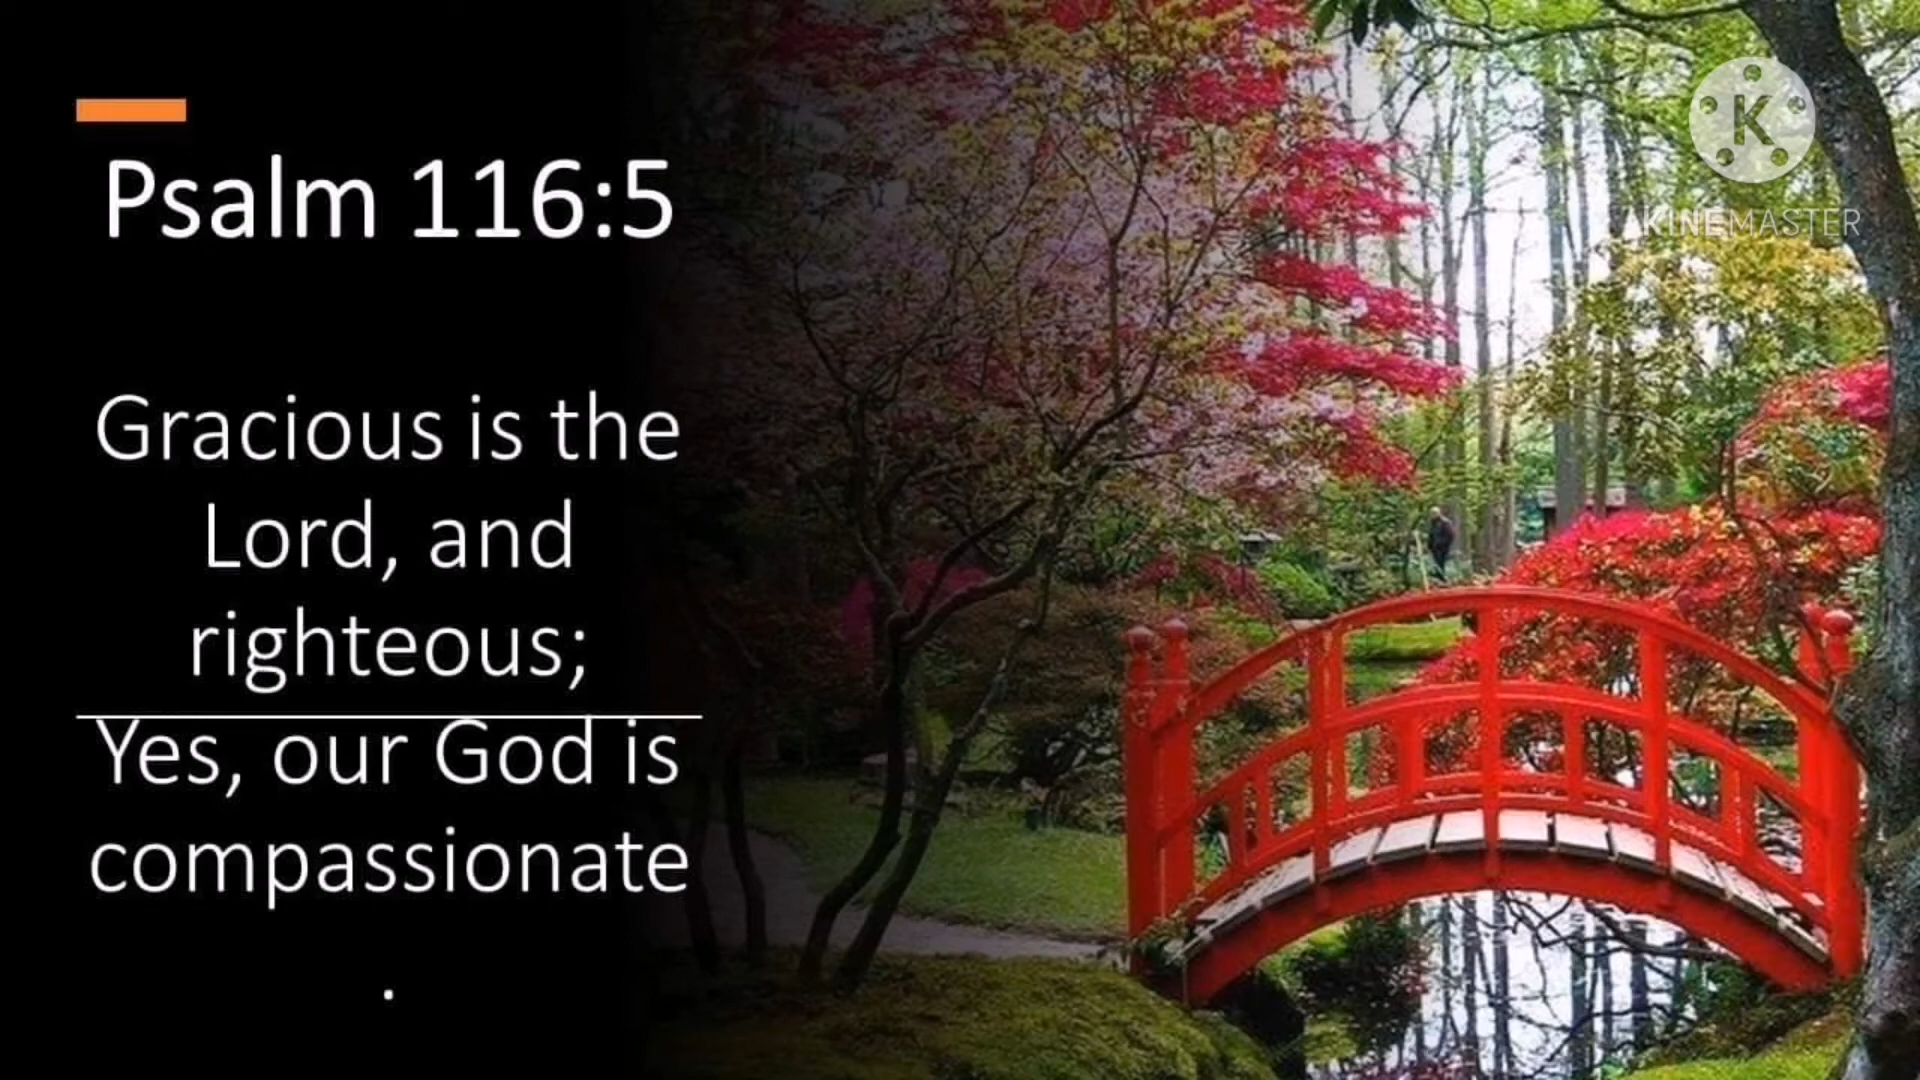 Psalm 116:5
Gracious is the
Lord, and
righteous;
Yes, our God is
compassionate
.
K
KINEMASTER